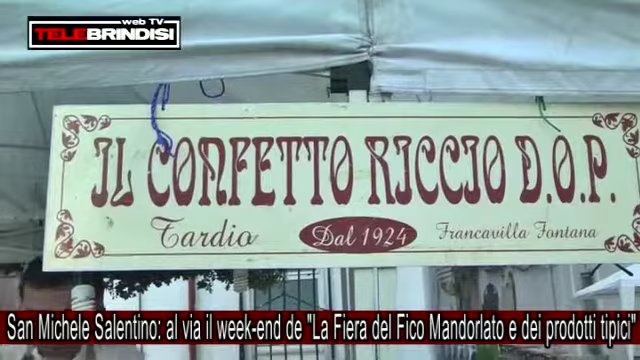 web TV
TELEBRINDISI
IL CONFETTO RICCIO D.O.P.
Tardio Dal 1924 Francavilla Fontana
San Michele Salentino: al via il week-end de "La Fiera del Fico Mandorlato e dei prodotti tipici"